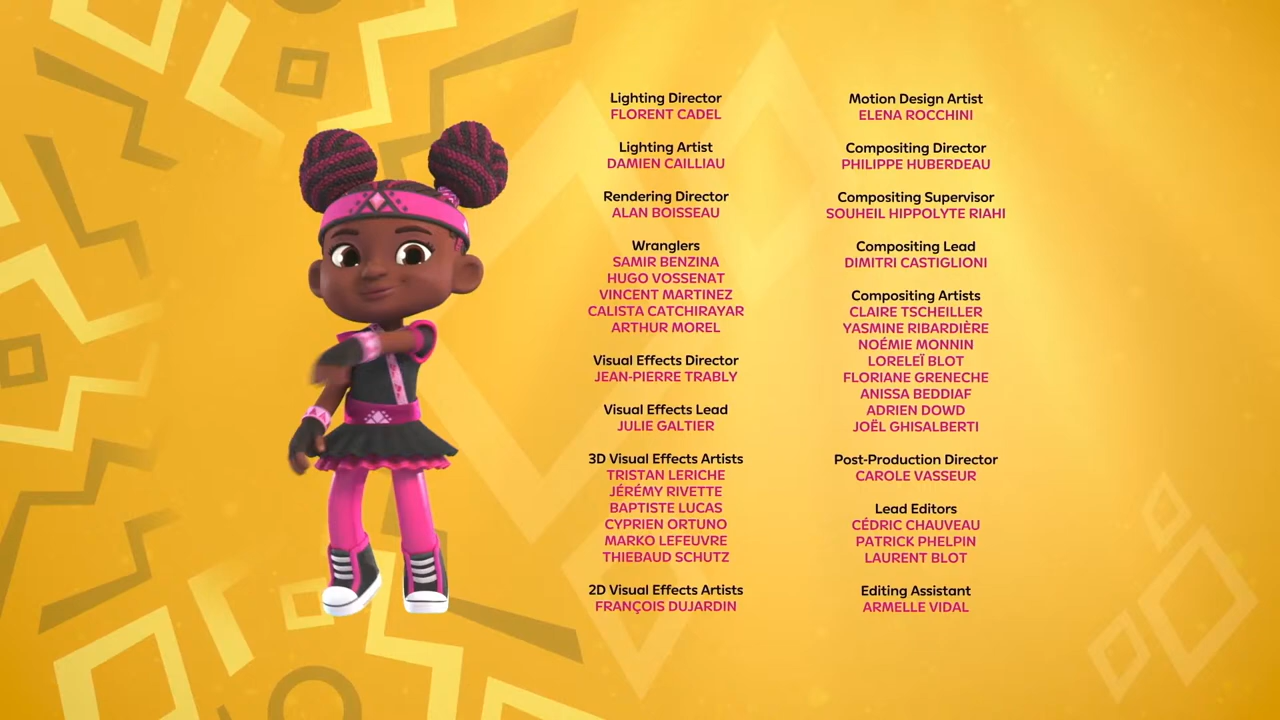 Lighting Director
FLORENT CADEL
Lighting Artist
DAMIEN CAILLIAU
Rendering Director
ALAN BOISSEAU
Wranglers
SAMIR BENZINA
HUGO VOSSENAT
VINCENT MARTINEZ
CALISTA CATCHIRAYAR
ARTHUR MOREL
Visual Effects Director
JEAN-PIERRE TRABLY
Visual Effects Lead
JULIE GALTIER
3D Visual Effects Artists
TRISTAN LERICHE
JÉRÉMY RIVETTE
BAPTISTE LUCAS
CYPRIEN ORTUNO
MARKO LEFEUVRE
THIEBAUD SCHUTZ
2D Visual Effects Artists
FRANÇOIS DUJARDIN
Motion Design Artist
ELENA ROCCHINI
Compositing Director
PHILIPPE HUBERDEAU
Compositing Supervisor
SOUHEIL HIPPOLYTE RIAHI
Compositing Lead
DIMITRI CASTIGLIONI
Compositing Artists
CLAIRE TSCHEILLER
YASMINE RIBARDIÈRE
NOÉMIE MONNIN
LORELEÏ BLOT
FLORIANE GRENECHE
ANISSA BEDDIAF
ADRIEN DOWD
JOËL GHISALBERTI
Post-Production Director
CAROLE VASSEUR
Lead Editors
CÉDRIC CHAUVEAU
PATRICK PHELPIN
LAURENT BLOT
Editing Assistant
ARMELLE VIDAL